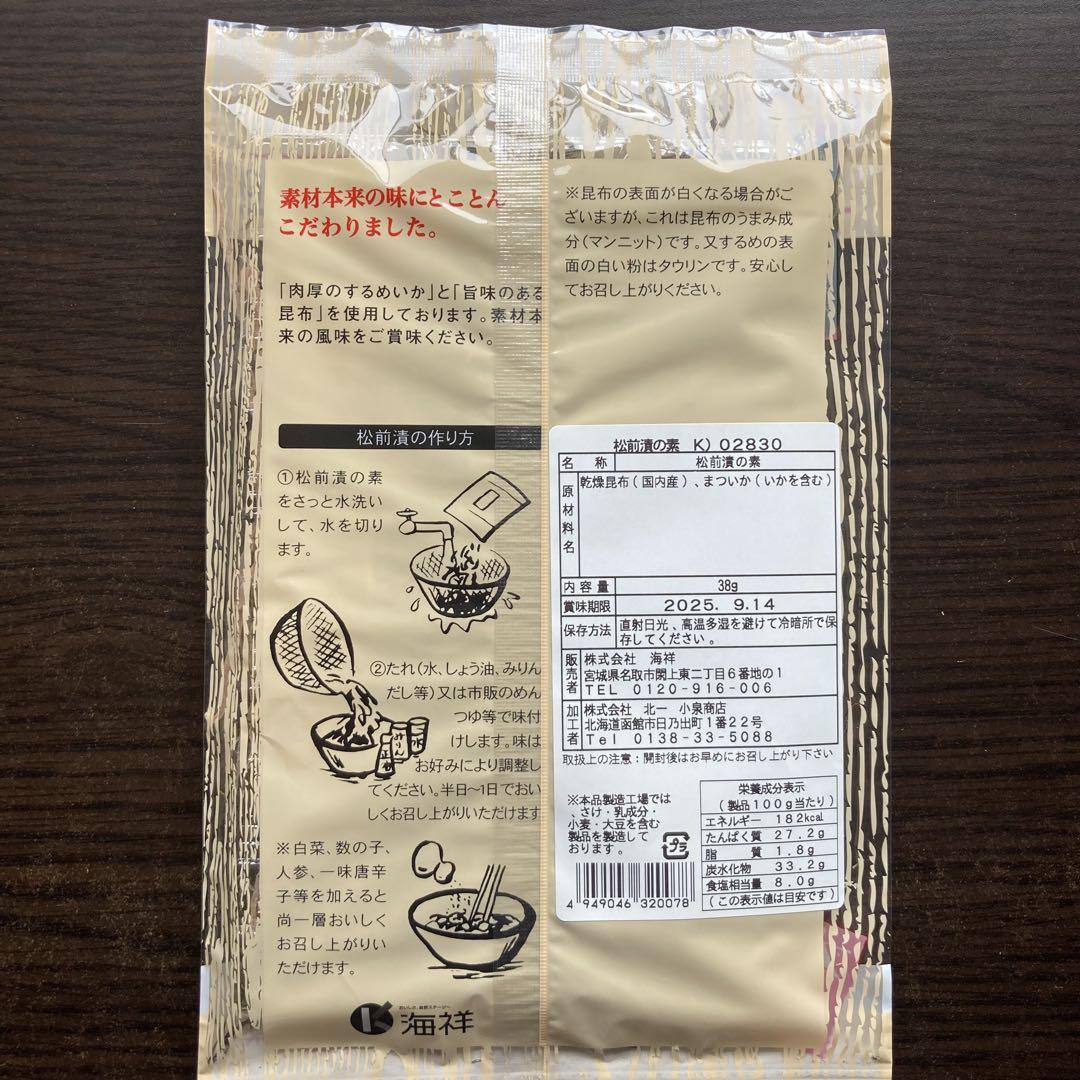 素材本来の味にとことん
こだわりました。
「肉厚のするめいか」と「旨味のある
昆布」を使用しております。素材本
来の風味をご賞味ください。
※昆布の表面が白くなる場合がご
ざいますが、これは昆布のうまみ成
分(マンニット)です。又するめの表
面の白い粉はタウリンです。安心し
てお召し上がりください。
松前漬の作り方
①松前漬の素
をさっと水洗い
して、水を切り
ます。
②たれ(水、しょう油、みりん
だし等)又は市販のめん
つゆ等で味付
けします。味は
お好みにより調整し
てください。半日〜1日でおい
しくお召し上がりいただけます
みりん
水
※白菜、数の子、
人参、一味唐辛
子等を加えると
尚一層おいしく
お召し上がりい
ただけます。
海祥
松前漬の素 K) 02830
名称 松前漬の素
原材料名 乾燥昆布(国内産)、まついか(いかを含む)
内容量 38g
賞味期限 2025. 9.14
保存方法 直射日光、高温多湿を避けて冷暗所で保
存してください。
販売者 株式会社 海祥
宮城県名取市閖上東二丁目6番地の1
TEL 0120-916-006
加工者 株式会社 北一 小泉商店
北海道函館市日乃出町1番22号
Tel 0138-33-5088
取扱上の注意:開封後はお早めにお召し上がり下さい
※本品製造工場では
、さけ・乳成分・
小麦・大豆を含む
製品を製造して
おります。
プラ
4 949046 320078
栄養成分表示
(製品100g当たり)
エネルギー 182kcal
たんぱく質 27.2g
脂質 1.8g
炭水化物 33.2g
食塩相当量 8.0g
(この表示値は目安です)